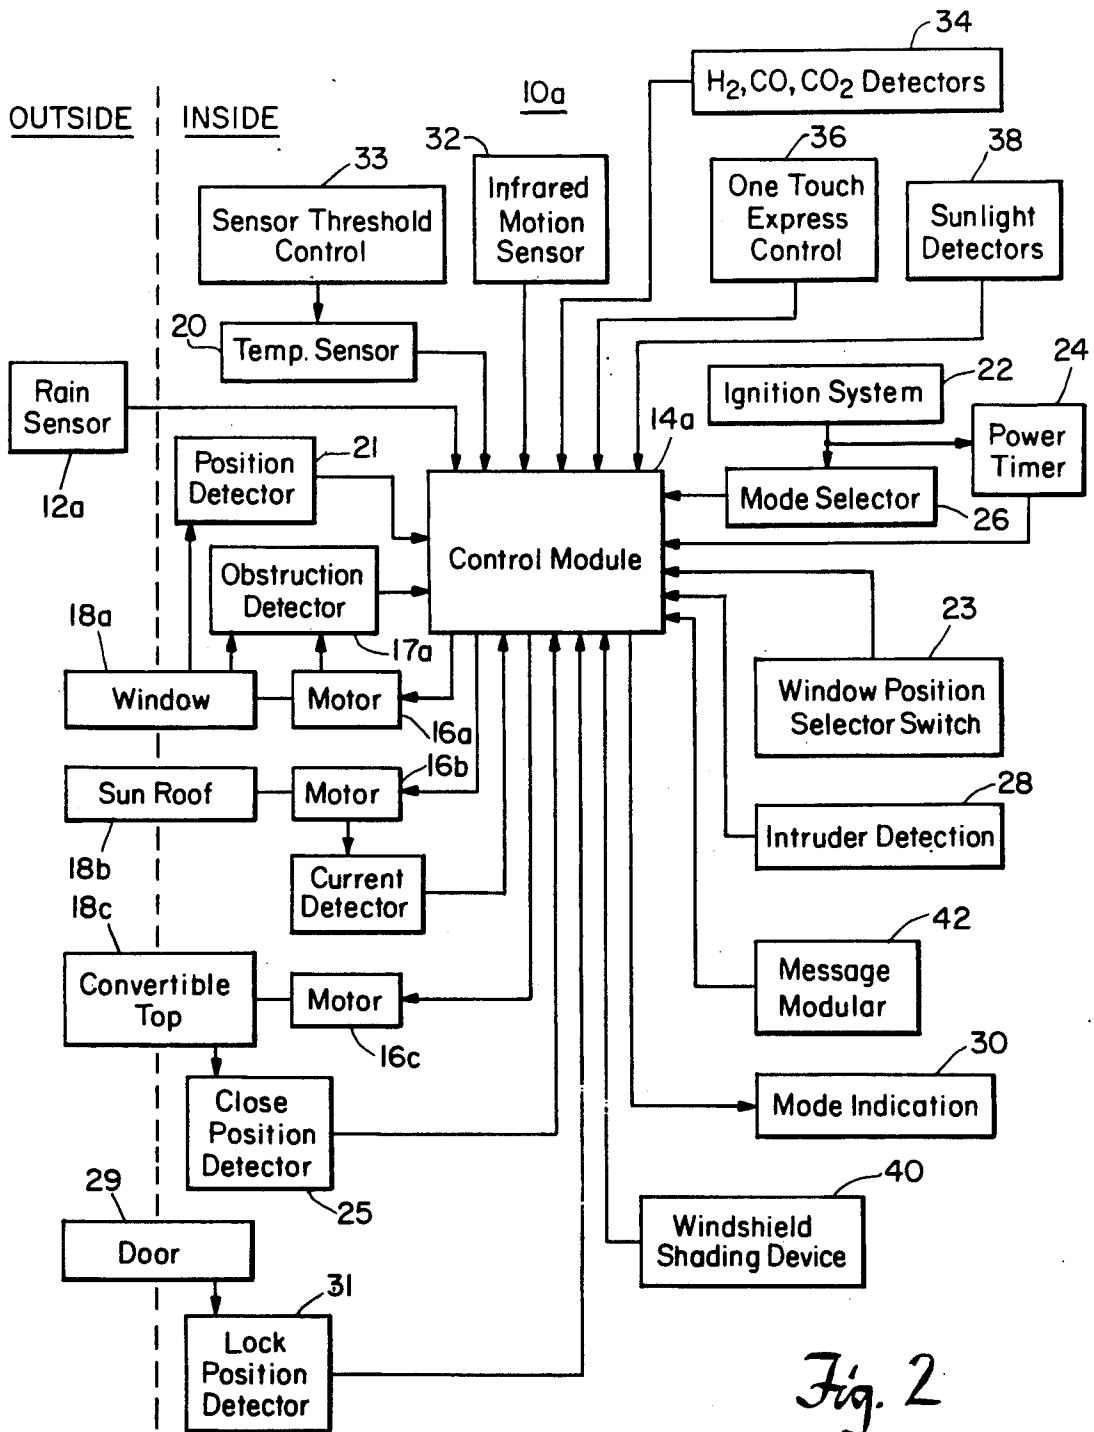 34
H2, CO, CO2 Detectors
OUTSIDE
INSIDE
10a
33
32
36
38
Sensor Threshold
Control
Infrared
Motion
Sensor
One Touch
Express
Control
Sunlight
Detectors
20
Temp. Sensor
Rain
Sensor
12a
Ignition System
22
24
Power
Timer
14a
21
Position
Detector
Mode Selector
26
Control Module
Obstruction
Detector
17a
18a
Window
Motor
16a
23
Window Position
Selector Switch
16b
Sun Roof
Motor
18b
28
Intruder Detection
Current
Detector
18c
Convertible
Top
Motor
16c
42
Message
Modular
30
Mode Indication
Close
Position
Detector
25
29
Door
40
Windshield
Shading Device
31
Lock
Position
Detector
Fig. 2